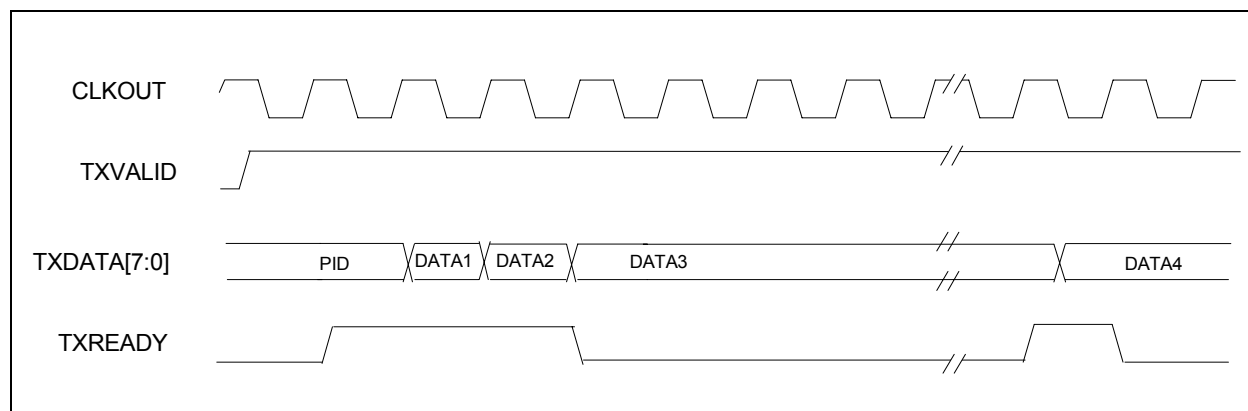 CLKOUT
TXVALID
TXDATA[7:0] PID DATA1 DATA2 DATA3 DATA4
TXREADY